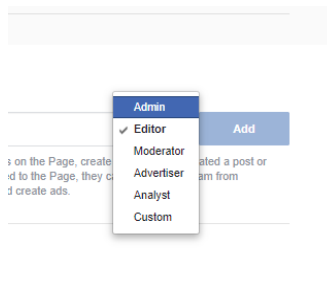 Admin
Editor
Add
Moderator
s on the Page, create ated a post or
Advertiser
ed to the Page, they ca am from
Analyst
d create ads.
Custom